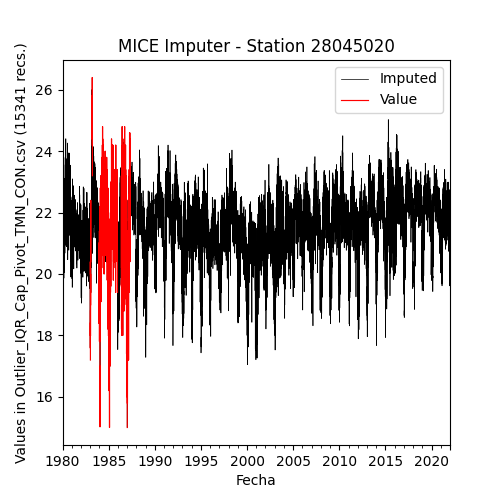 MICE Imputer - Station 28045020
Values in Outlier_IQR_Cap_Pivot_TMN_CON.csv (15341 recs.)
Imputed
Value
26
24
22
20
18
16
1980 1985 1990 1995 2000 2005 2010 2015 2020
Fecha